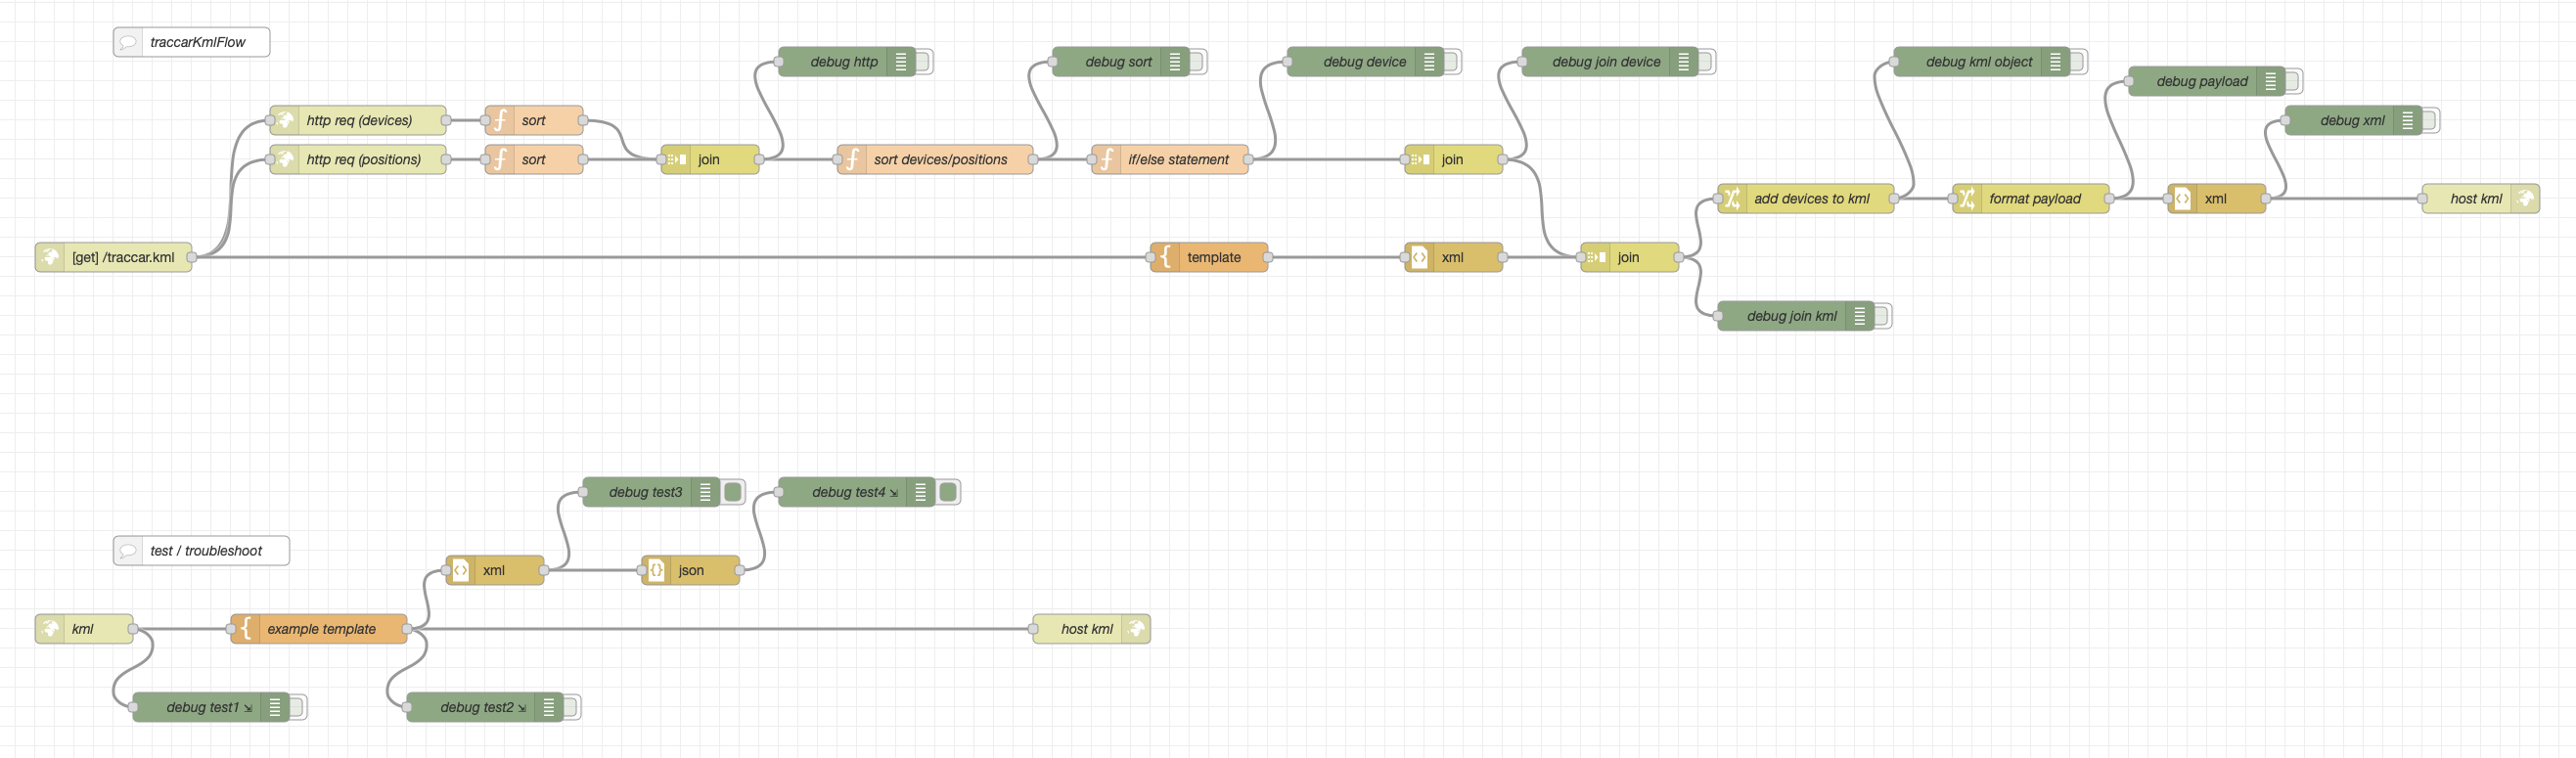 traccarKmlFlow
debug http
debug sort
debug device
debug join device
debug kml object
debug payload
http req (devices)
sort
debug xml
http req (positions)
sort
join
sort devices/positions
if/else statement
join
add devices to kml
format payload
xml
host kml
[get] /traccar.kml
template
xml
join
debug join kml
debug test3
debug test4
test / troubleshoot
xml
json
kml
example template
host kml
debug test1
debug test2